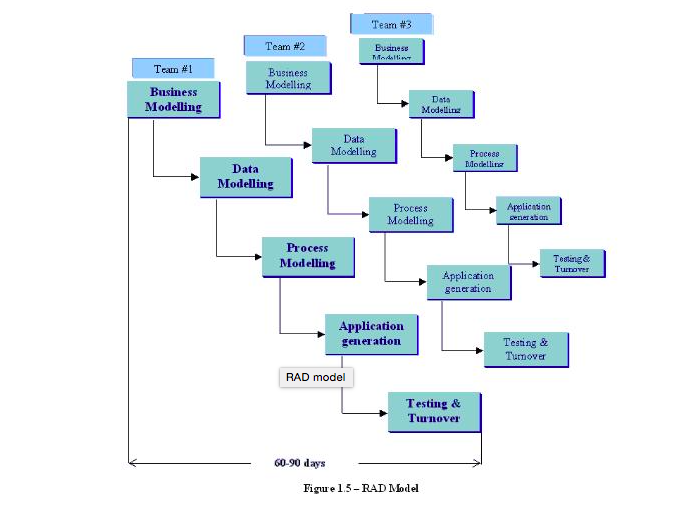 Team #1
Business
Modelling
Data
Modelling
Process
Modelling
Application
generation
Testing &
Turnover
Team #2
Business
Modelling
Data
Modelling
Process
Modelling
Application
generation
Testing &
Turnover
Team #3
Business
Modelling
Data
Modelling
Process
Modelling
Application
generation
Testing &
Turnover
RAD model
60-90 days
Figure 1.5 – RAD Model